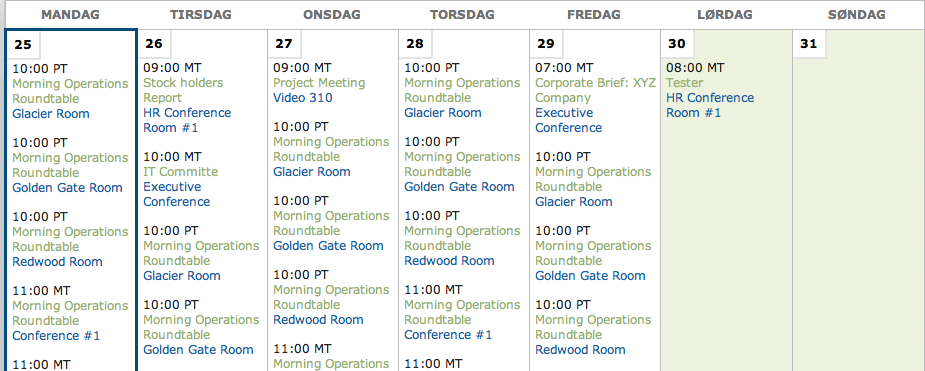 MANDAG
TIRSDAG
ONSDAG
TORSDAG
FREDAG
LØRDAG
SØNDAG
25
10:00 PT
Morning Operations
Roundtable
Glacier Room
10:00 PT
Morning Operations
Roundtable
Golden Gate Room
10:00 PT
Morning Operations
Roundtable
Redwood Room
11:00 MT
Morning Operations
Roundtable
Conference #1
11:00 MT
26
09:00 MT
Stock holders
Report
HR Conference
Room #1
10:00 MT
IT Committe
Executive
Conference
10:00 PT
Morning Operations
Roundtable
Glacier Room
10:00 PT
Morning Operations
Roundtable
Golden Gate Room
27
09:00 MT
Project Meeting
Video 310
10:00 PT
Morning Operations
Roundtable
Glacier Room
10:00 PT
Morning Operations
Roundtable
Golden Gate Room
10:00 PT
Morning Operations
Roundtable
Redwood Room
11:00 MT
Morning Operations
28
10:00 PT
Morning Operations
Roundtable
Glacier Room
10:00 PT
Morning Operations
Roundtable
Golden Gate Room
10:00 PT
Morning Operations
Roundtable
Redwood Room
11:00 MT
Morning Operations
Roundtable
Conference #1
11:00 MT
29
07:00 MT
Corporate Brief: XYZ
Company
Executive
Conference
10:00 PT
Morning Operations
Roundtable
Glacier Room
10:00 PT
Morning Operations
Roundtable
Golden Gate Room
10:00 PT
Morning Operations
Roundtable
Redwood Room
30
08:00 MT
Tester
HR Conference
Room #1
31